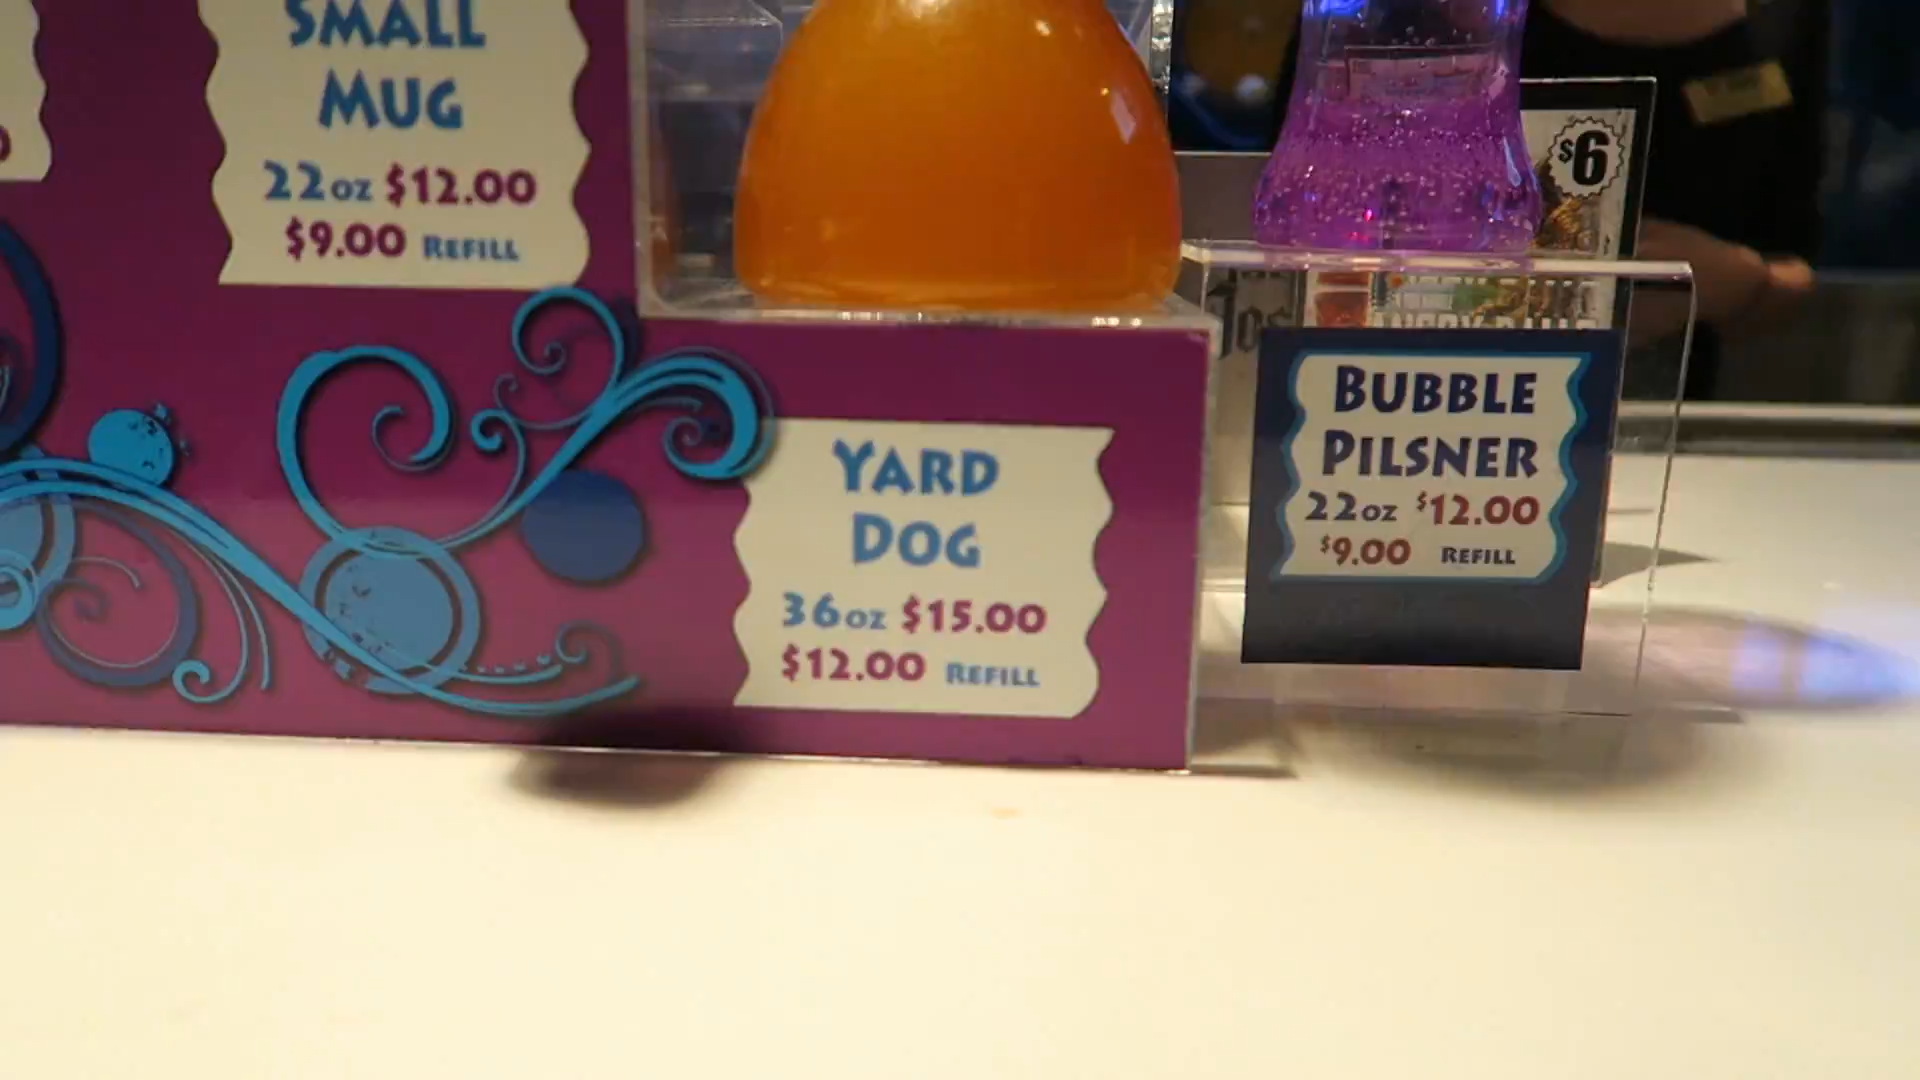 SMALL
MUG
22oz $12.00
$9.00 REFILL
YARD
DOG
36oz $15.00
$12.00 REFILL
$6
BUBBLE
PILSNER
22oz $12.00
$9.00 REFILL